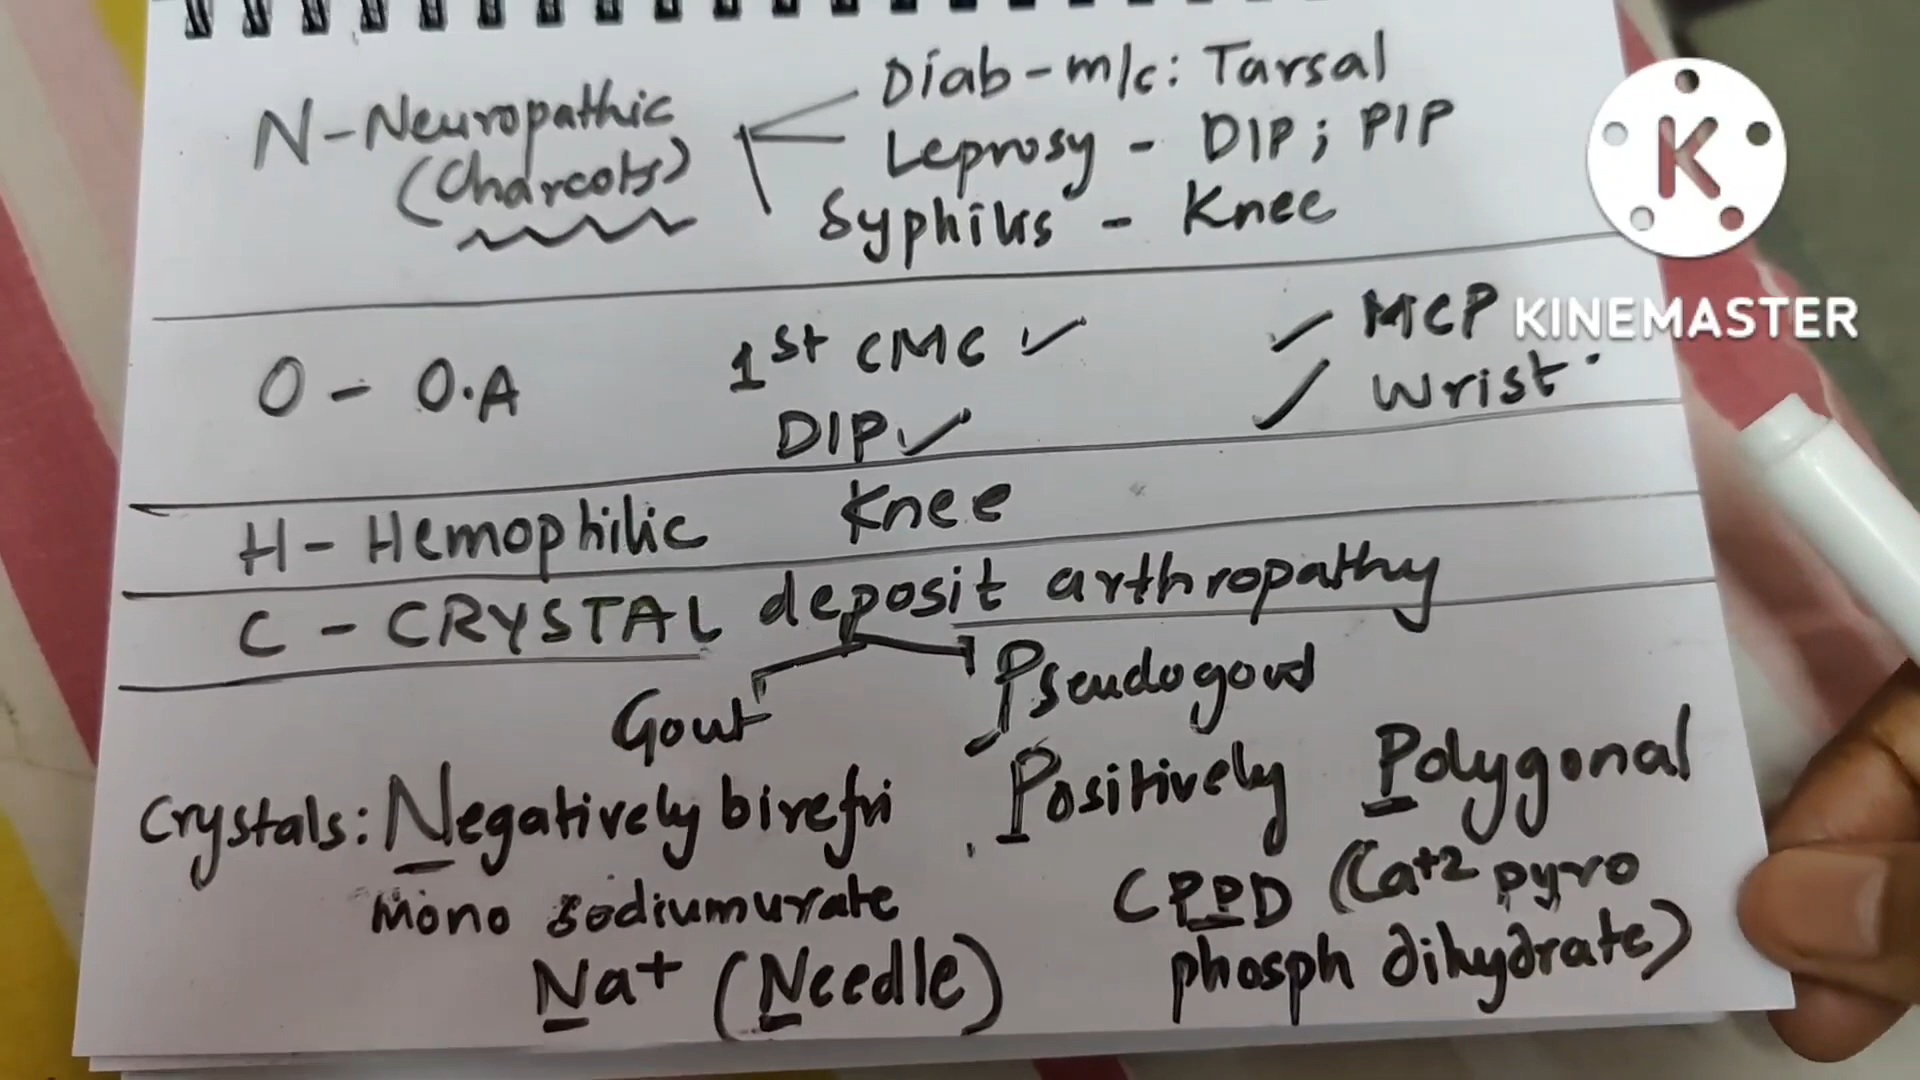 N-Neuropathic
(Charcots)
Diab-m/c: Tarsal
Leprosy - DIP; PIP
Syphilis - Knee
O - O.A
1st CMC ✓
DIP ✓
✓ MCP
✓ Wrist
H- Hemophilic Knee
C - CRYSTAL deposit arthropathy
Gout
Pseudogout
Crystals: Negatively birefri
mono sodiumurate
Na+ (Needle)
Positively Polygonal
CPPD (Ca+2 pyro
phosph dihydrate)
K
KINEMASTER